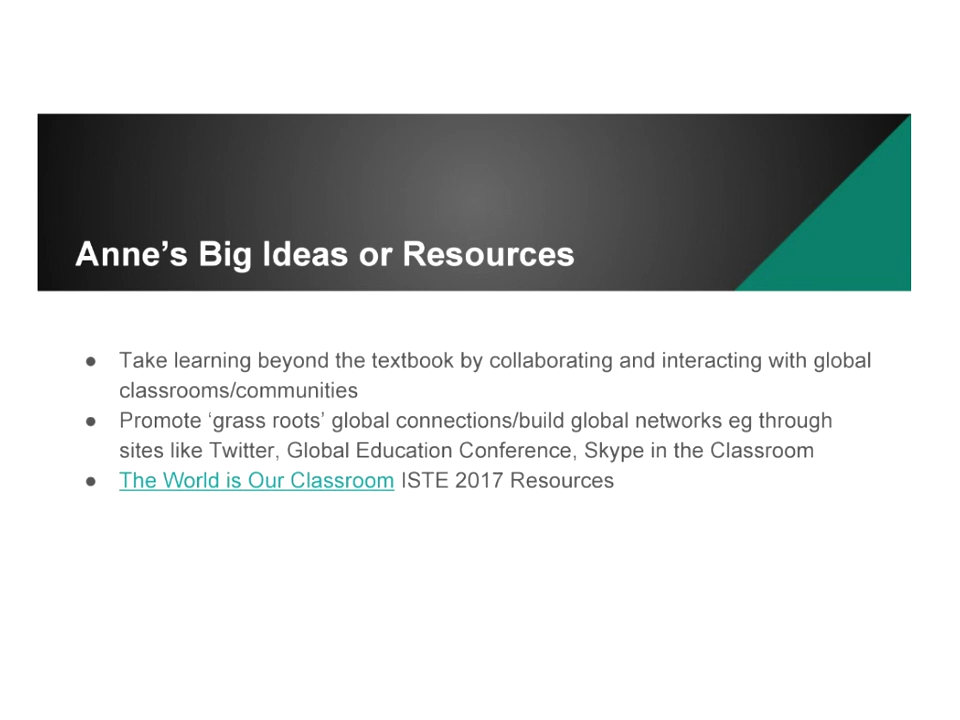 Anne’s Big Ideas or Resources
● Take learning beyond the textbook by collaborating and interacting with global
classrooms/communities
● Promote ‘grass roots’ global connections/build global networks eg through
sites like Twitter, Global Education Conference, Skype in the Classroom
● The World is Our Classroom ISTE 2017 Resources